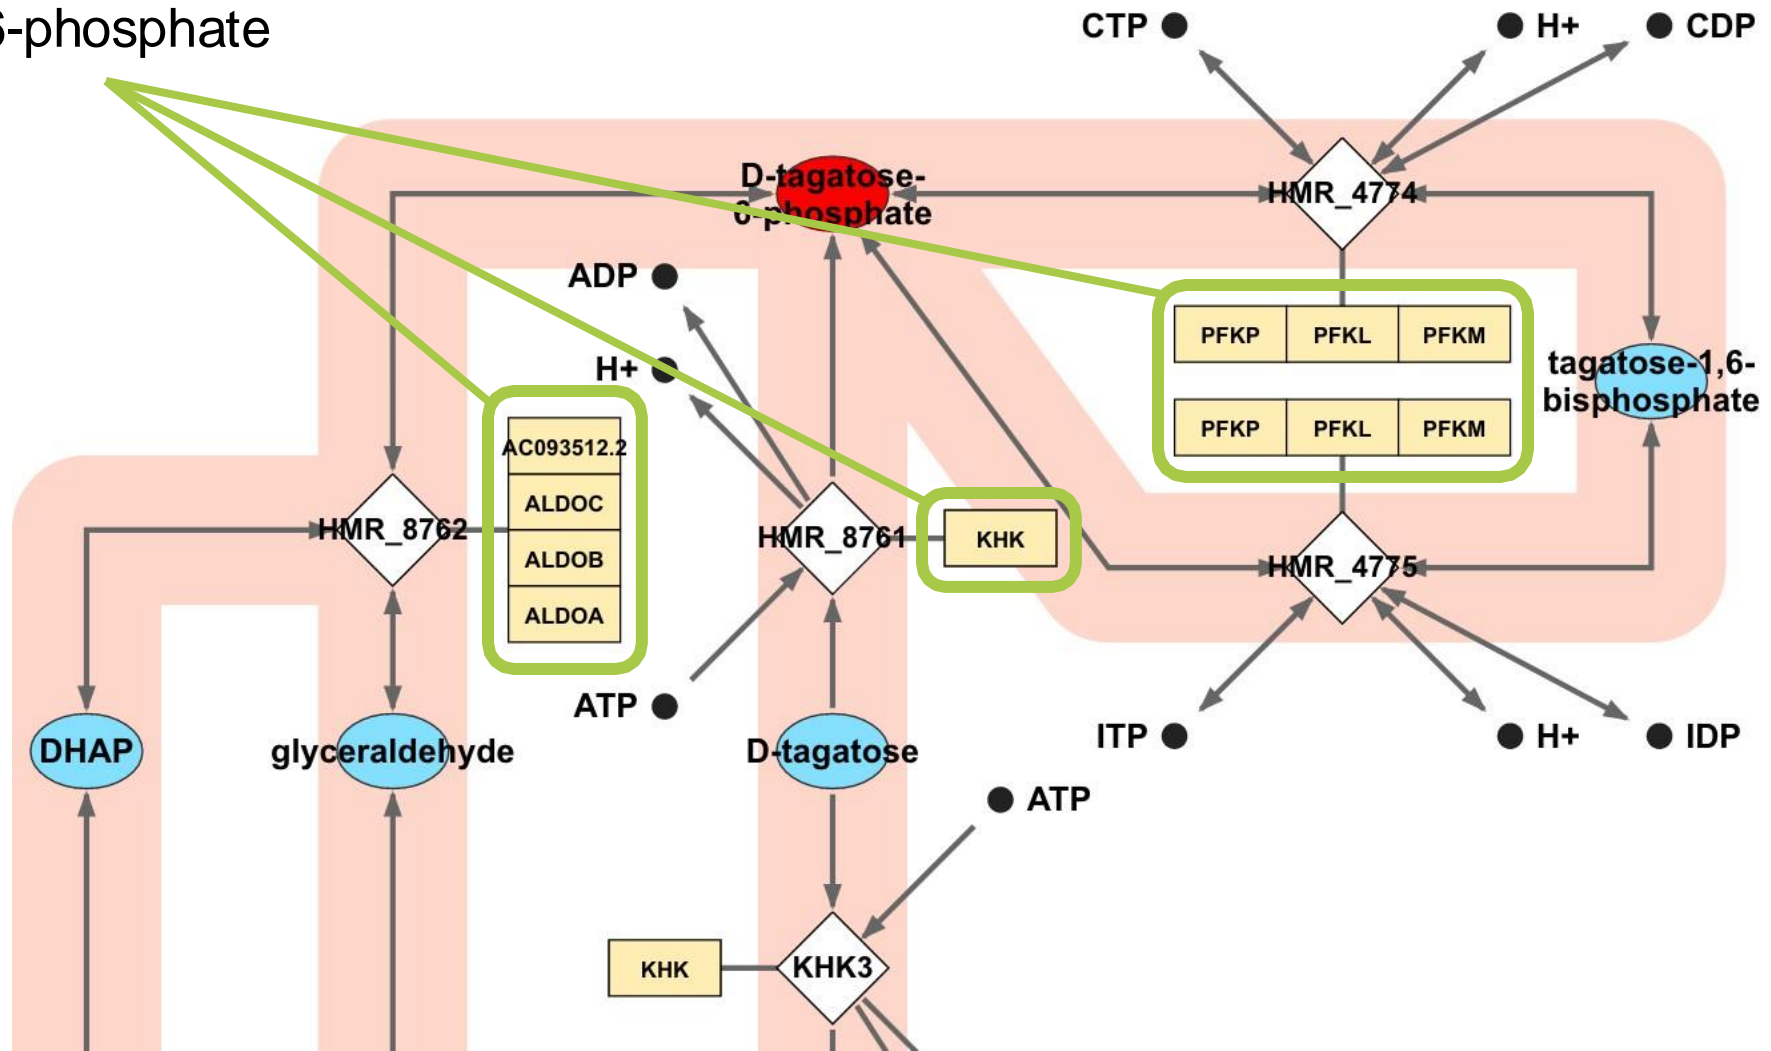 6-phosphate
CTP
H+
CDP
D-tagatose-
6-phosphate
HMR_4774
ADP
H+
PFKP PFKL PFKM
tagatose-1,6-
bisphosphate
PFKP PFKL PFKM
AC093512.2
ALDOC
ALDOB
ALDOA
HMR_8762
HMR_8761
KHK
HMR_4775
ATP
ITP
H+
IDP
DHAP
glyceraldehyde
D-tagatose
ATP
KHK
KHK3